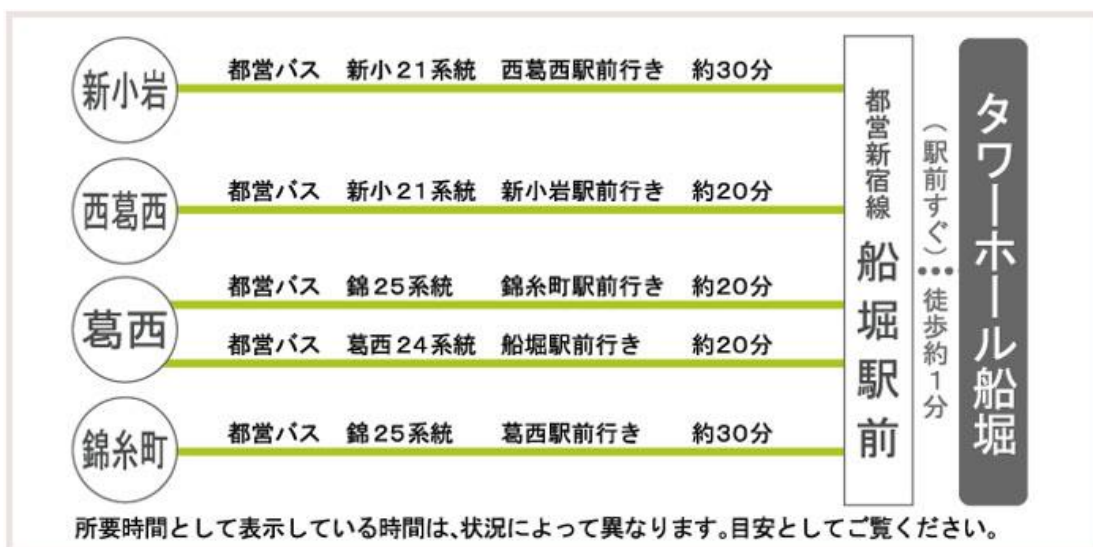 新小岩
都営バス 新小21系統 西葛西駅前行き 約30分
西葛西
都営バス 新小21系統 新小岩駅前行き 約20分
葛西
都営バス 錦25系統 錦糸町駅前行き 約20分
都営バス 葛西24系統 船堀駅前行き 約20分
錦糸町
都営バス 錦25系統 葛西駅前行き 約30分
都営新宿線 船堀駅前
(駅前すぐ)
徒歩約1分
タワーホール船堀
所要時間として表示している時間は、状況によって異なります。目安としてご覧ください。